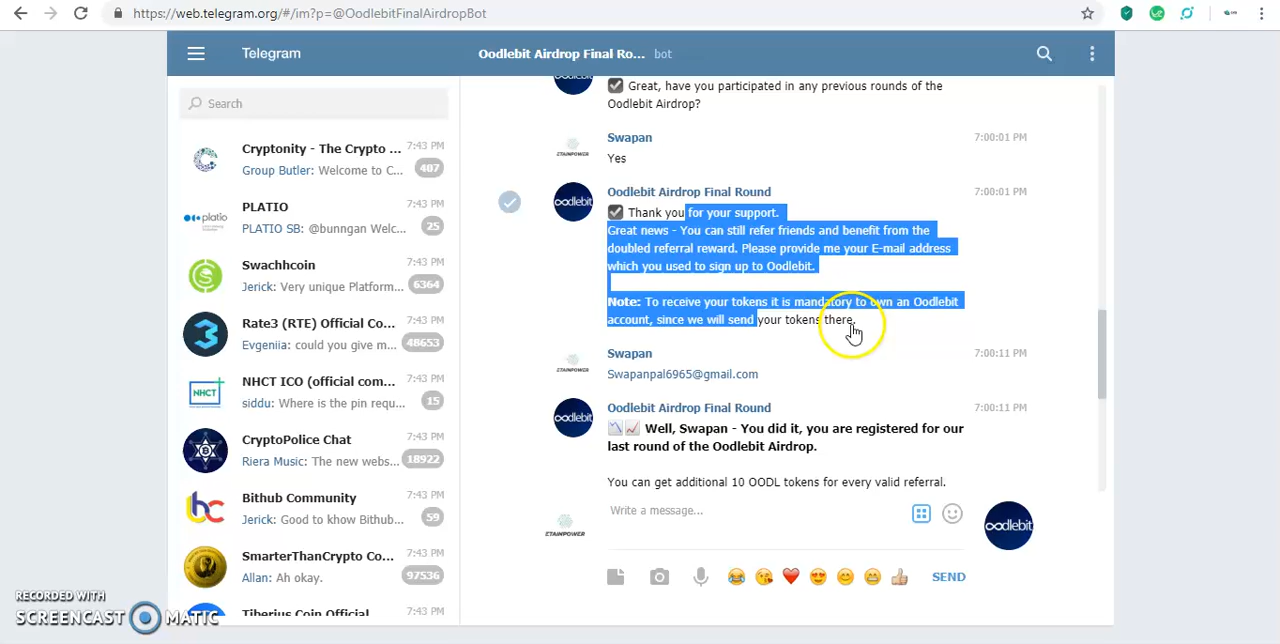 https://web.telegram.org/#/im?p=@OodlebitFinalAirdropBot
Telegram
Oodlebit Airdrop Final Ro... bot
Search
Cryptonity - The Crypto ... 7:43 PM
Group Butler: Welcome to C... 407
PLATIO 7:43 PM
PLATIO SB: @bunngan Welc... 25
Swachhcoin 7:43 PM
Jerick: Very unique Platform... 6364
Rate3 (RTE) Official Co... 7:43 PM
Evgeniia: could you give m... 48653
NHCT ICO (official com... 7:43 PM
siddu: Where is the pin requ... 15
CryptoPolice Chat 7:43 PM
Riera Music: The new webs... 18922
Bithub Community 7:43 PM
Jerick: Good to khow Bithub... 59
SmarterThanCrypto Co... 7:43 PM
Allan: Ah okay. 97536
Tiberius Coin Official 7:43 PM
platio
NHCT
bc
oodlebit
Great, have you participated in any previous rounds of the
Oodlebit Airdrop?
Swapan 7:00:01 PM
ETAINPOWER
Yes
Oodlebit Airdrop Final Round 7:00:01 PM
oodlebit
Thank you for your support.
Great news - You can still refer friends and benefit from the
doubled referral reward. Please provide me your E-mail address
which you used to sign up to Oodlebit.
Note: To receive your tokens it is mandatory to own an Oodlebit
account, since we will send your tokens there.
Swapan 7:00:11 PM
ETAINPOWER
Swapanpal6965@gmail.com
Oodlebit Airdrop Final Round 7:00:11 PM
oodlebit
Well, Swapan - You did it, you are registered for our
last round of the Oodlebit Airdrop.
You can get additional 10 OODL tokens for every valid referral.
Write a message...
ETAINPOWER
oodlebit
SEND
RECORDED WITH
SCREENCAST MATIC